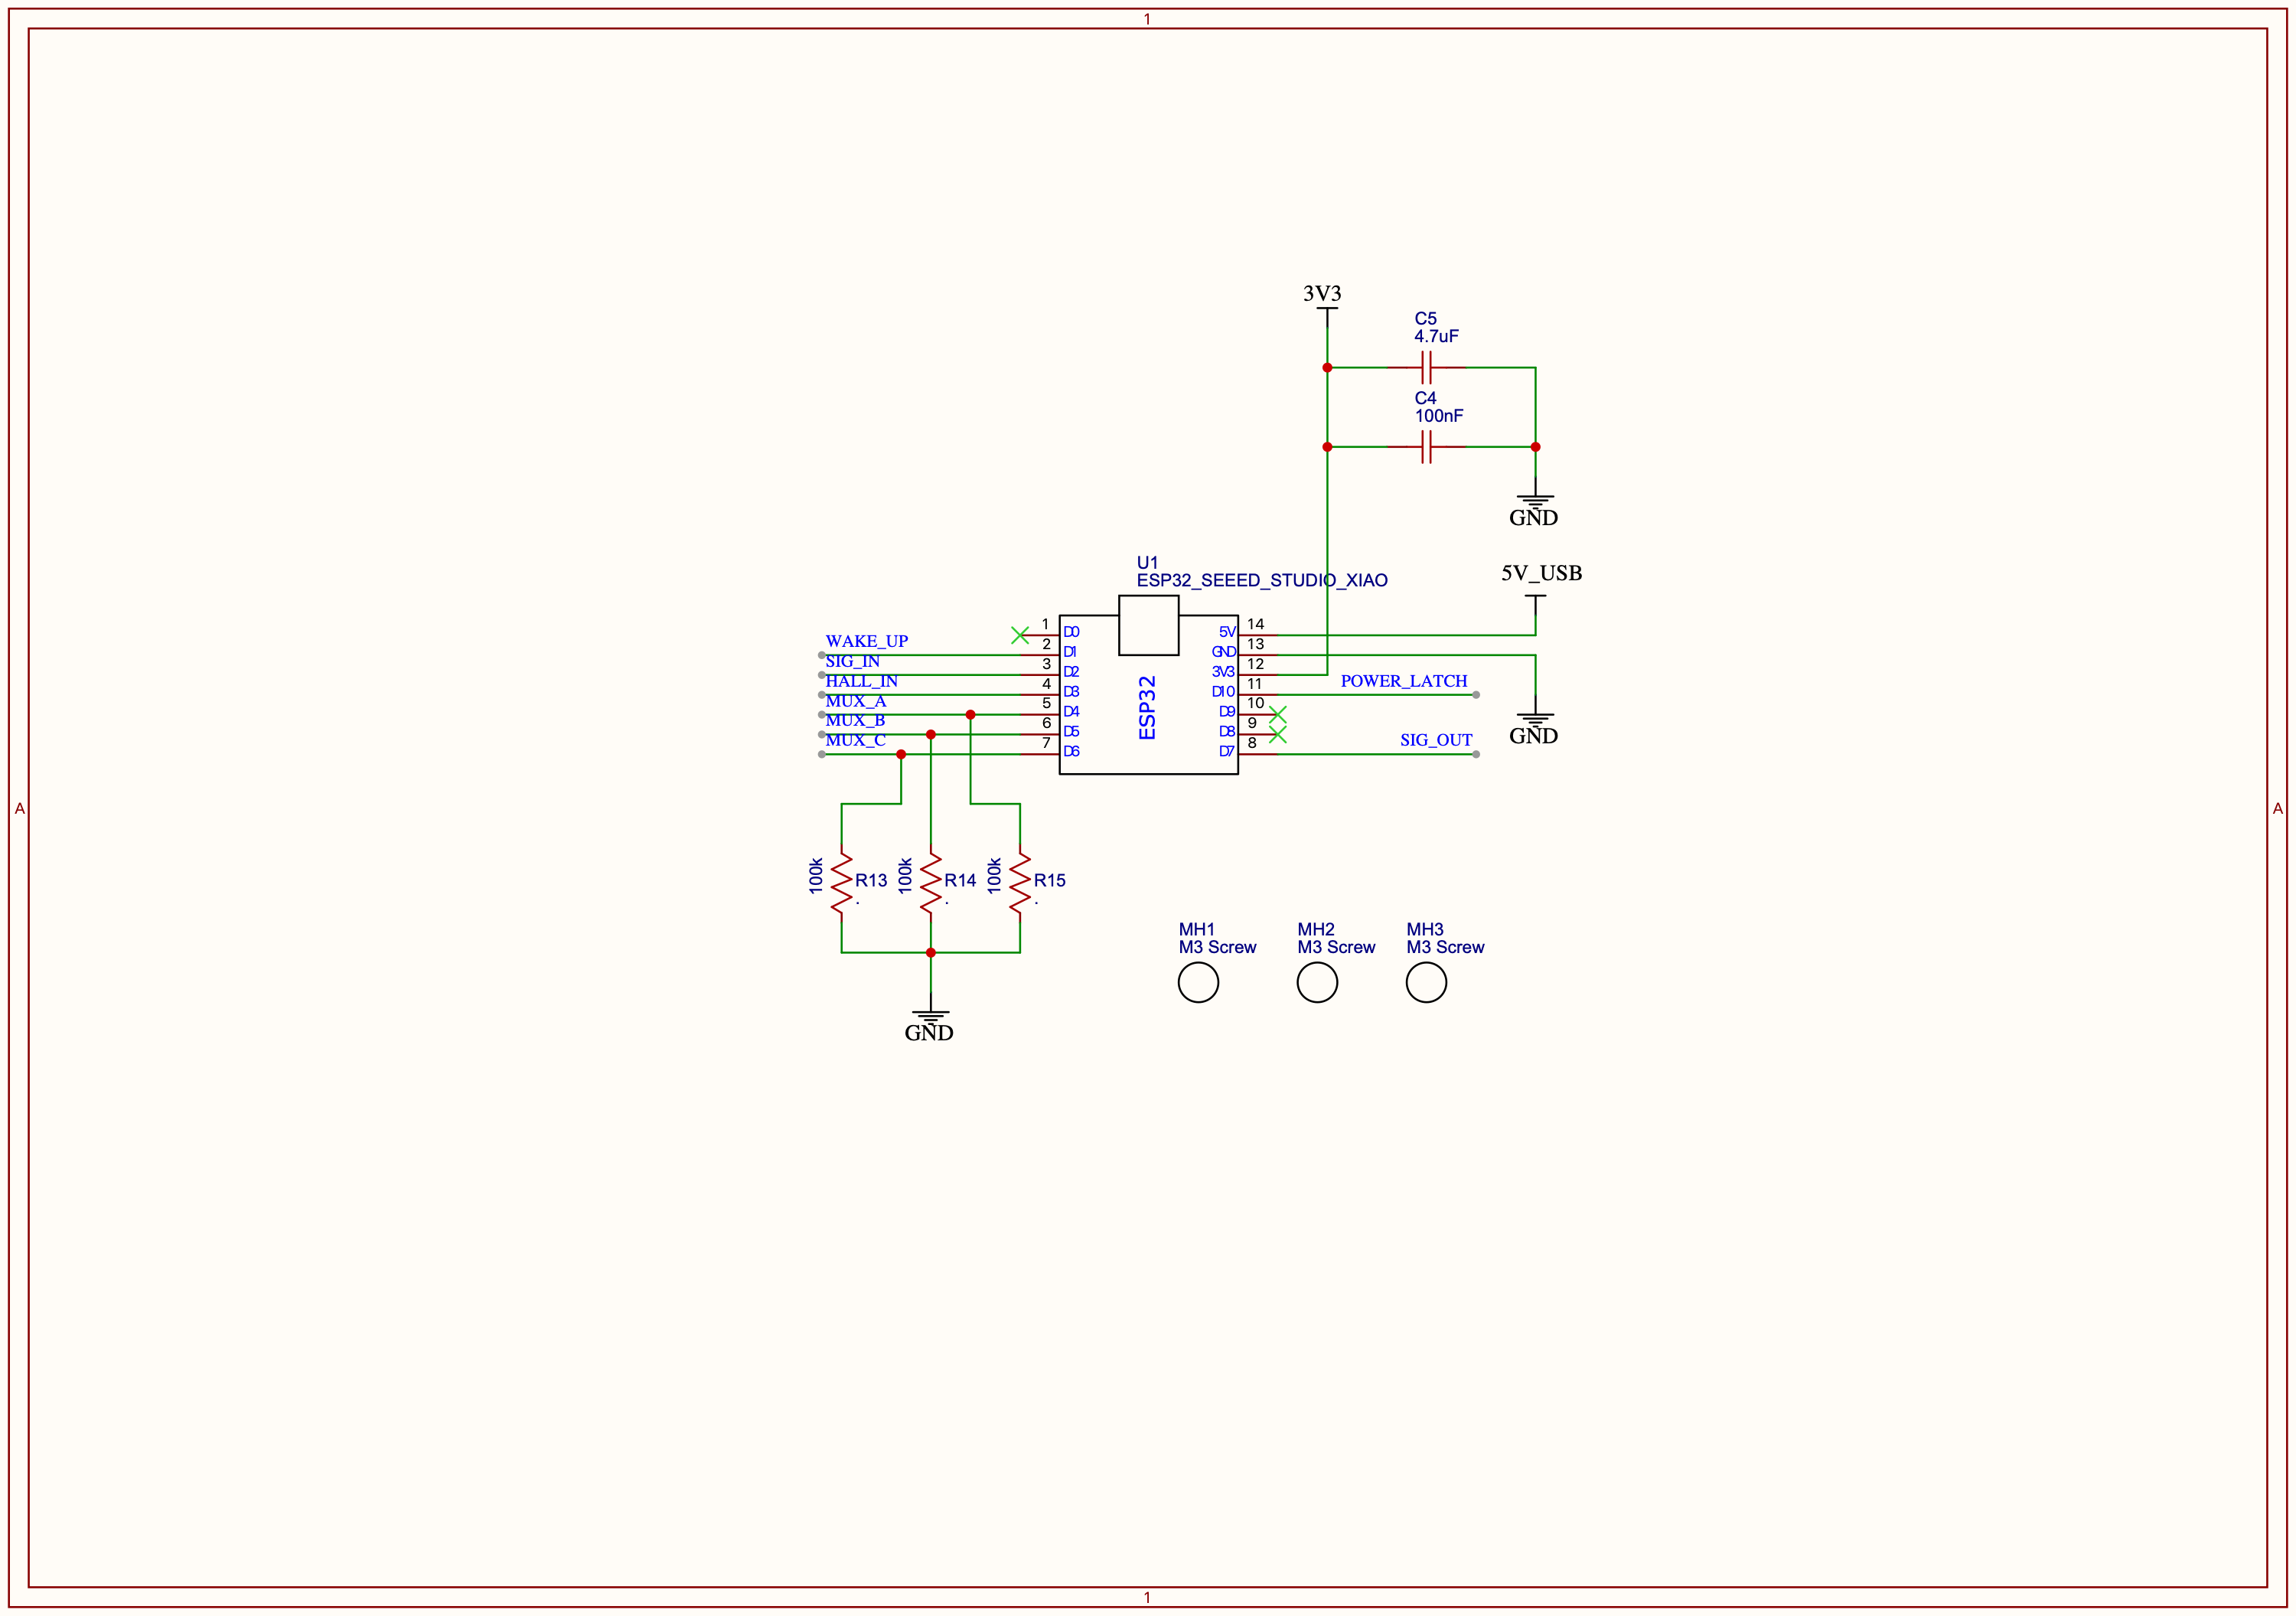 1
3V3
C5
4.7uF
C4
100nF
GND
5V_USB
U1
ESP32_SEEED_STUDIO_XIAO
WAKE_UP
SIG_IN
HALL_IN
MUX_A
MUX_B
MUX_C
1 D0
2 D1
3 D2
4 D3
5 D4
6 D5
7 D6
ESP32
5V 14
GND 13
3V3 12
D10 11
D9 10
D8 9
D7 8
POWER_LATCH
SIG_OUT
GND
A
A
100k
R13
.
100k
R14
.
100k
R15
.
GND
MH1
M3 Screw
MH2
M3 Screw
MH3
M3 Screw
1